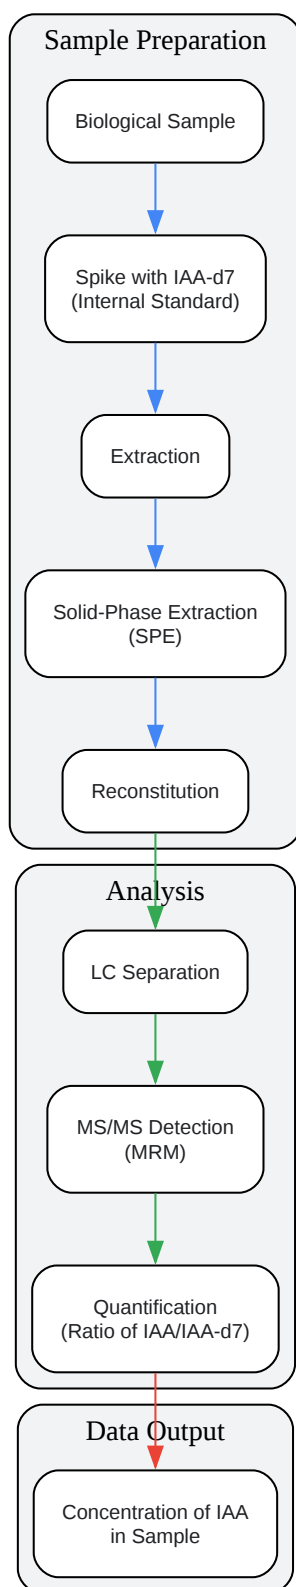 Sample Preparation
Biological Sample
Spike with IAA-d7
(Internal Standard)
Extraction
Solid-Phase Extraction
(SPE)
Reconstitution
Analysis
LC Separation
MS/MS Detection
(MRM)
Quantification
(Ratio of IAA/IAA-d7)
Data Output
Concentration of IAA
in Sample